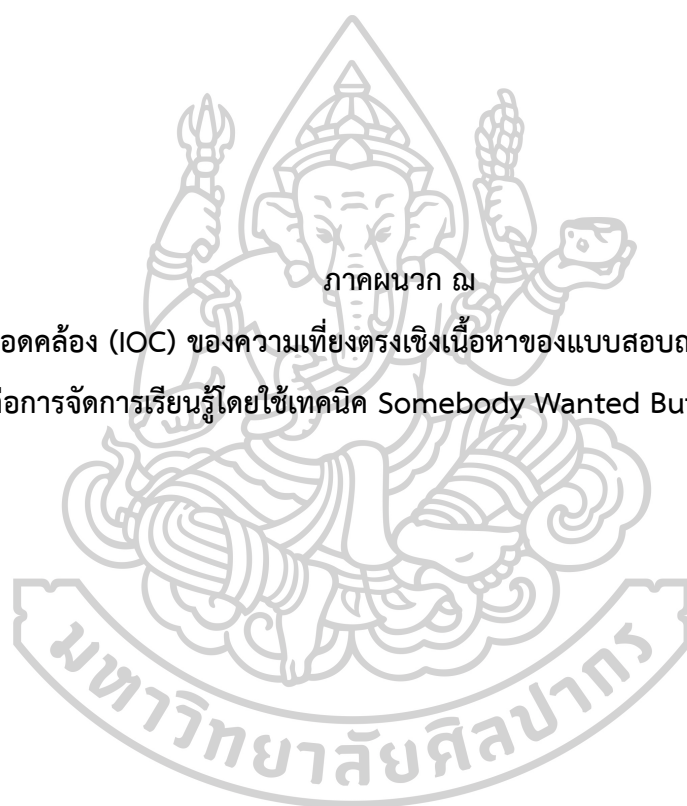 ภาคผนวก ฌ
อดคล้อง (IOC) ของความเที่ยงตรงเชิงเนื้อหาของแบบสอบถ
่อการจัดการเรียนรู้โดยใช้เทคนิค Somebody Wanted Bu
มหาวิทยาลัยศิลปากร